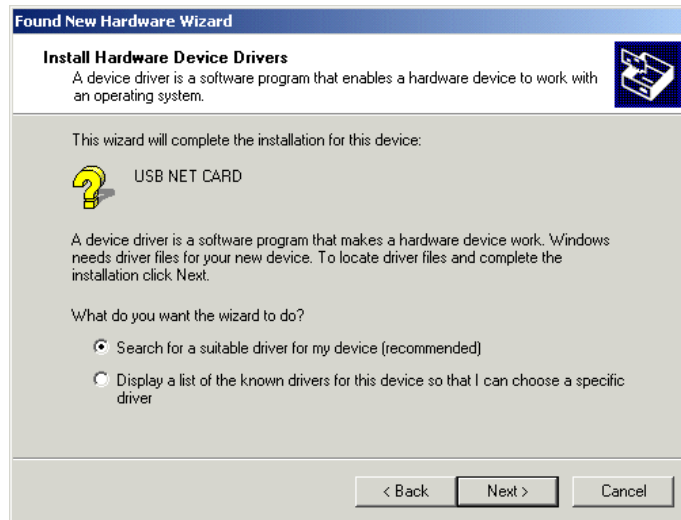 Found New Hardware Wizard
Install Hardware Device Drivers
A device driver is a software program that enables a hardware device to work with
an operating system.
This wizard will complete the installation for this device:
USB NET CARD
A device driver is a software program that makes a hardware device work. Windows
needs driver files for your new device. To locate driver files and complete the
installation click Next.
What do you want the wizard to do?
Search for a suitable driver for my device (recommended)
Display a list of the known drivers for this device so that I can choose a specific
driver
< Back Next > Cancel